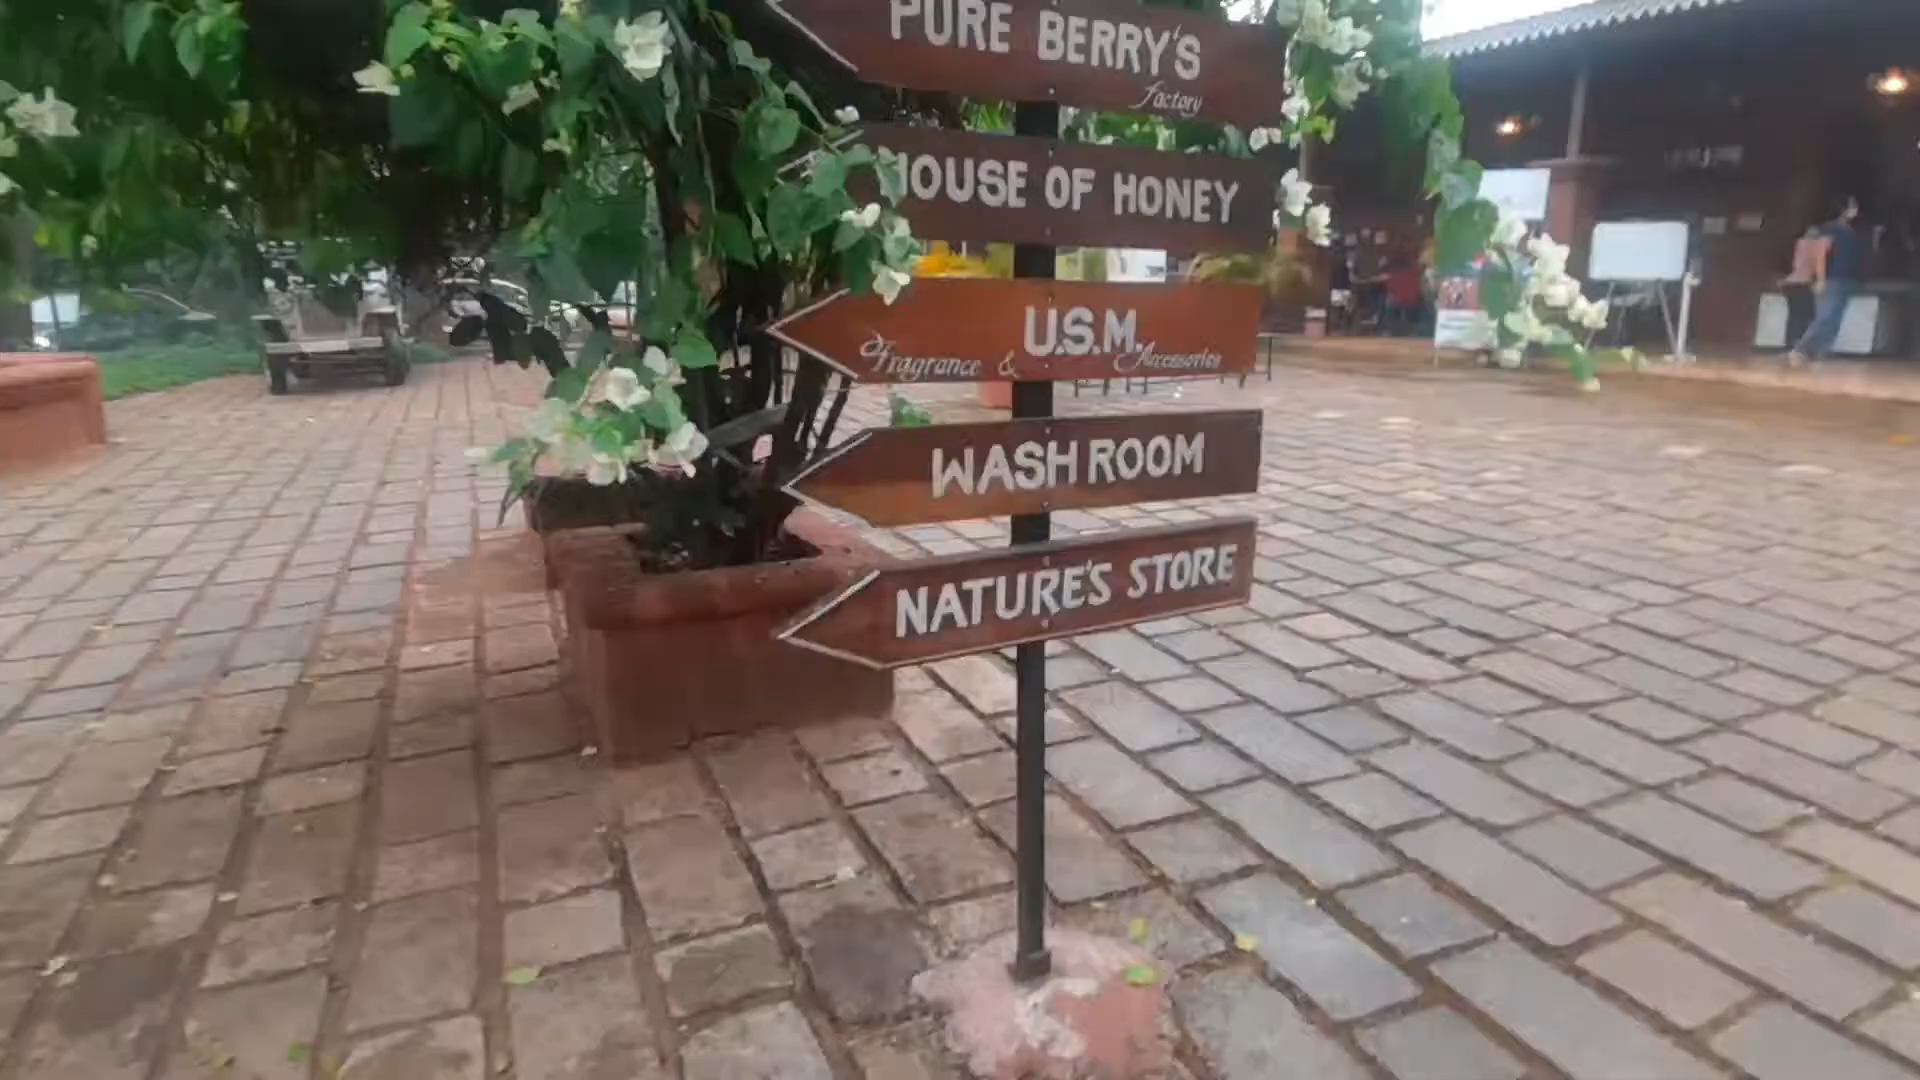 PURE BERRY'S
Factory
HOUSE OF HONEY
U.S.M.
Fragrance & Accessories
WASH ROOM
NATURE'S STORE